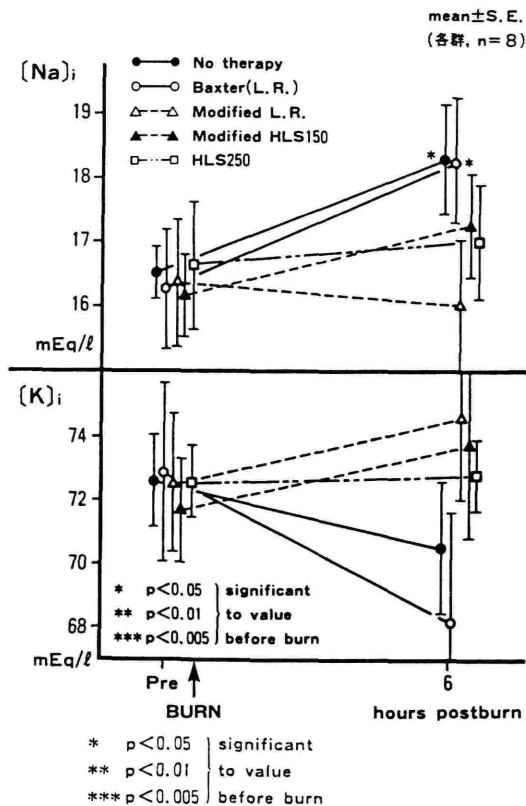 mean±S.E.
(各群, n=8)
[Na]i
No therapy
Baxter(L.R.)
Modified L.R.
Modified HLS150
HLS250
19
18
17
16
mEq/ℓ
* *
[K]i
74
72
70
68
mEq/ℓ
* p<0.05 significant
** p<0.01 to value
*** p<0.005 before burn
Pre
6
BURN
hours postburn
* p<0.05 significant
** p<0.01 to value
*** p<0.005 before burn